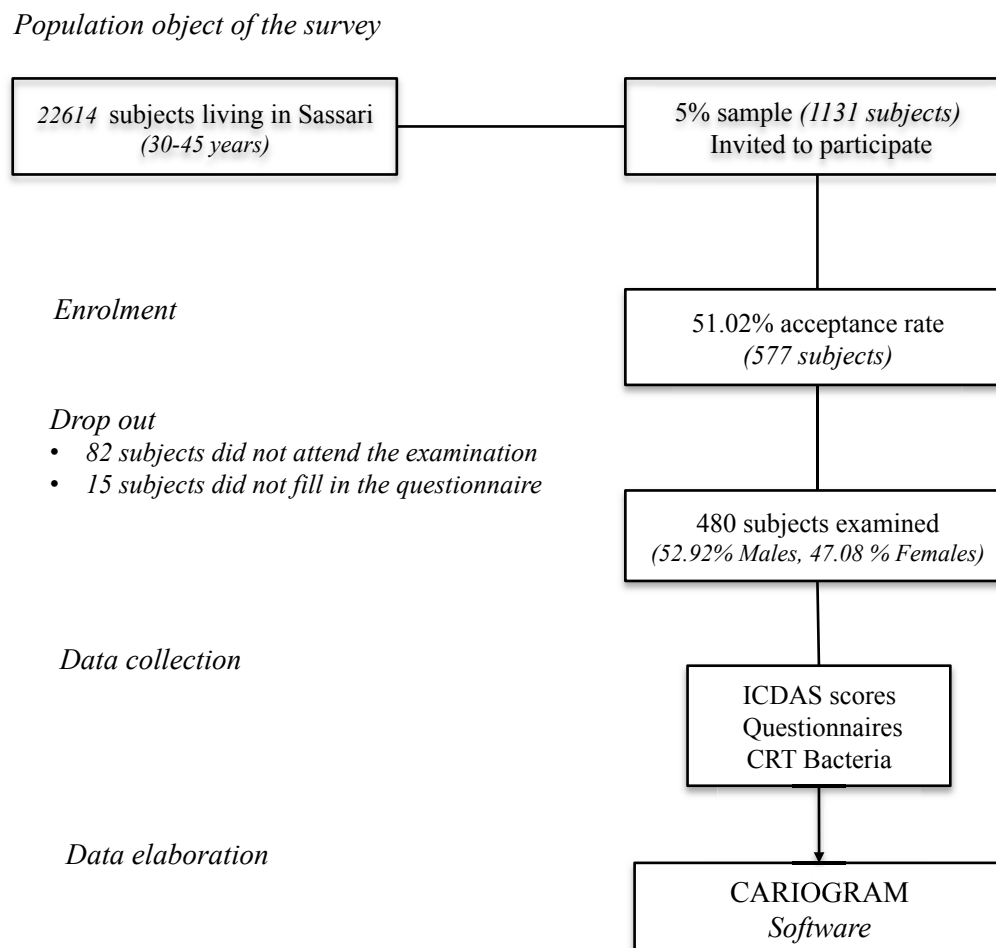 Population object of the survey
22614 subjects living in Sassari
(30-45 years)
5% sample (1131 subjects)
Invited to participate
Enrolment
51.02% acceptance rate
(577 subjects)
Drop out
• 82 subjects did not attend the examination
• 15 subjects did not fill in the questionnaire
480 subjects examined
(52.92% Males, 47.08 % Females)
Data collection
ICDAS scores
Questionnaires
CRT Bacteria
Data elaboration
CARIOGRAM
Software